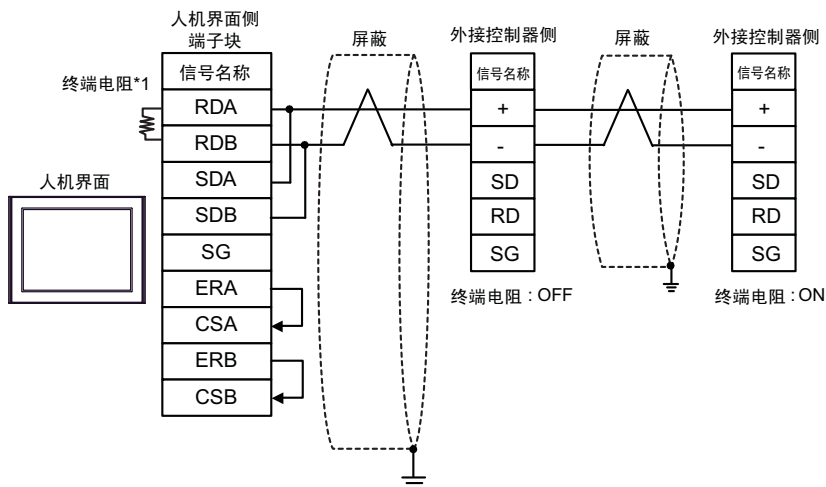 人机界面侧
端子块
屏蔽
外接控制器侧
屏蔽
外接控制器侧
终端电阻*1
信号名称
RDA
RDB
SDA
SDB
SG
ERA
CSA
ERB
CSB
人机界面
信号名称
+
-
SD
RD
SG
终端电阻：OFF
信号名称
+
-
SD
RD
SG
终端电阻：ON